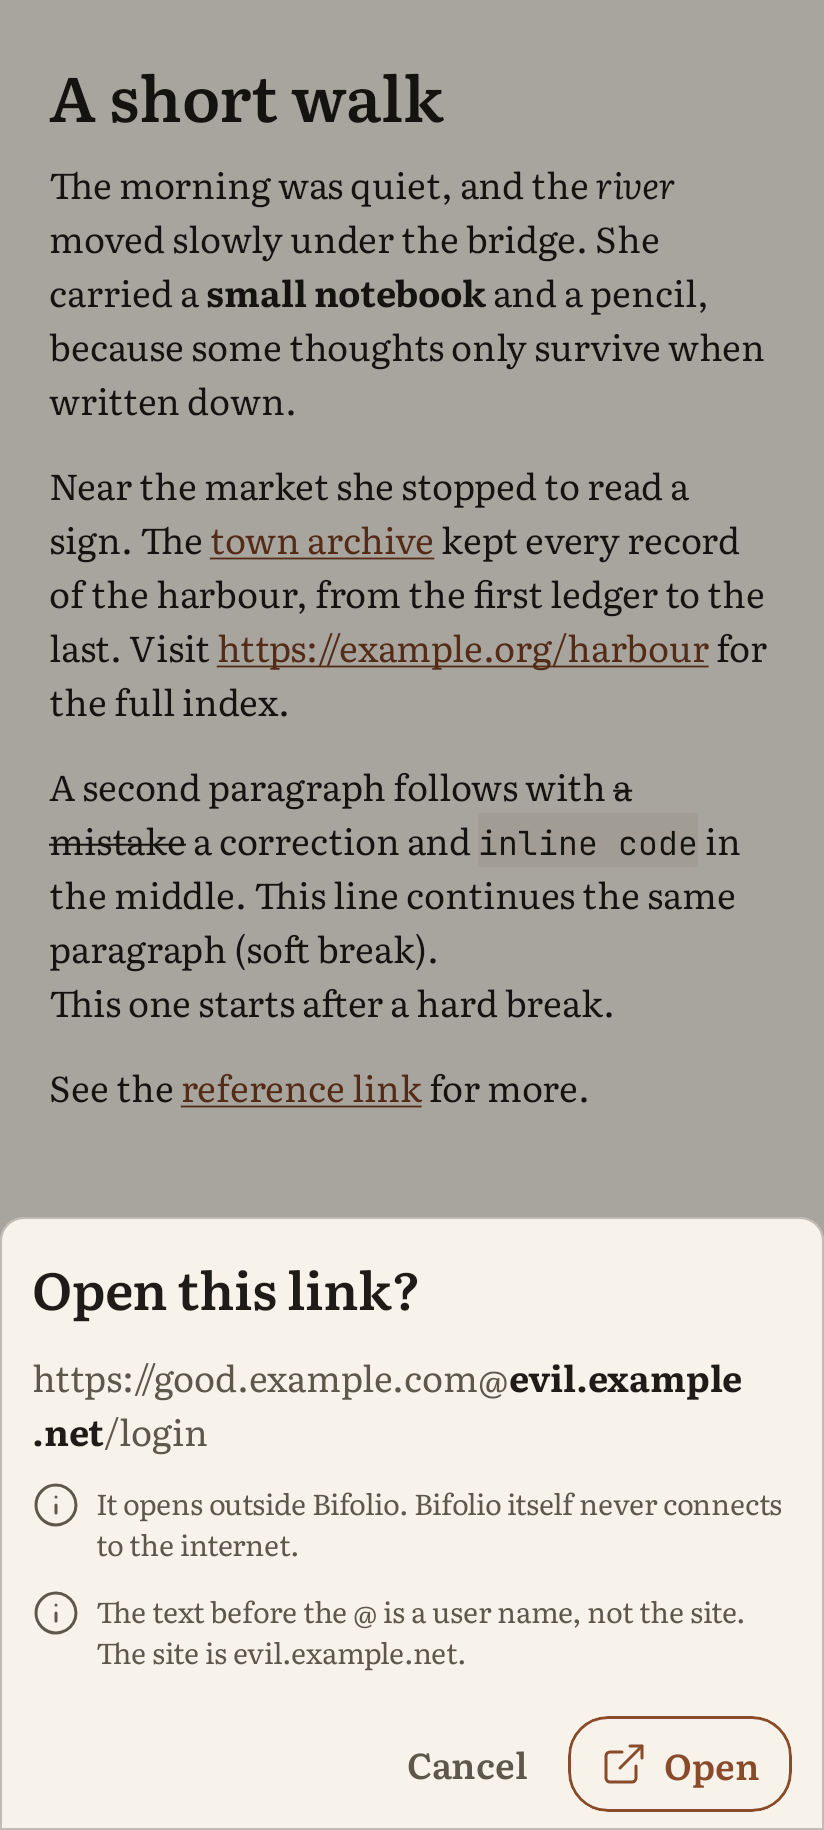 A short walk
The morning was quiet, and the river
moved slowly under the bridge. She
carried a small notebook and a pencil,
because some thoughts only survive when
written down.
Near the market she stopped to read a
sign. The town archive kept every record
of the harbour, from the first ledger to the
last. Visit https://example.org/harbour for
the full index.
A second paragraph follows with a
mistake a correction and inline code in
the middle. This line continues the same
paragraph (soft break).
This one starts after a hard break.
See the reference link for more.
Open this link?
https://good.example.com@evil.example
.net/login
It opens outside Bifolio. Bifolio itself never connects
to the internet.
The text before the @ is a user name, not the site.
The site is evil.example.net.
Cancel
Open